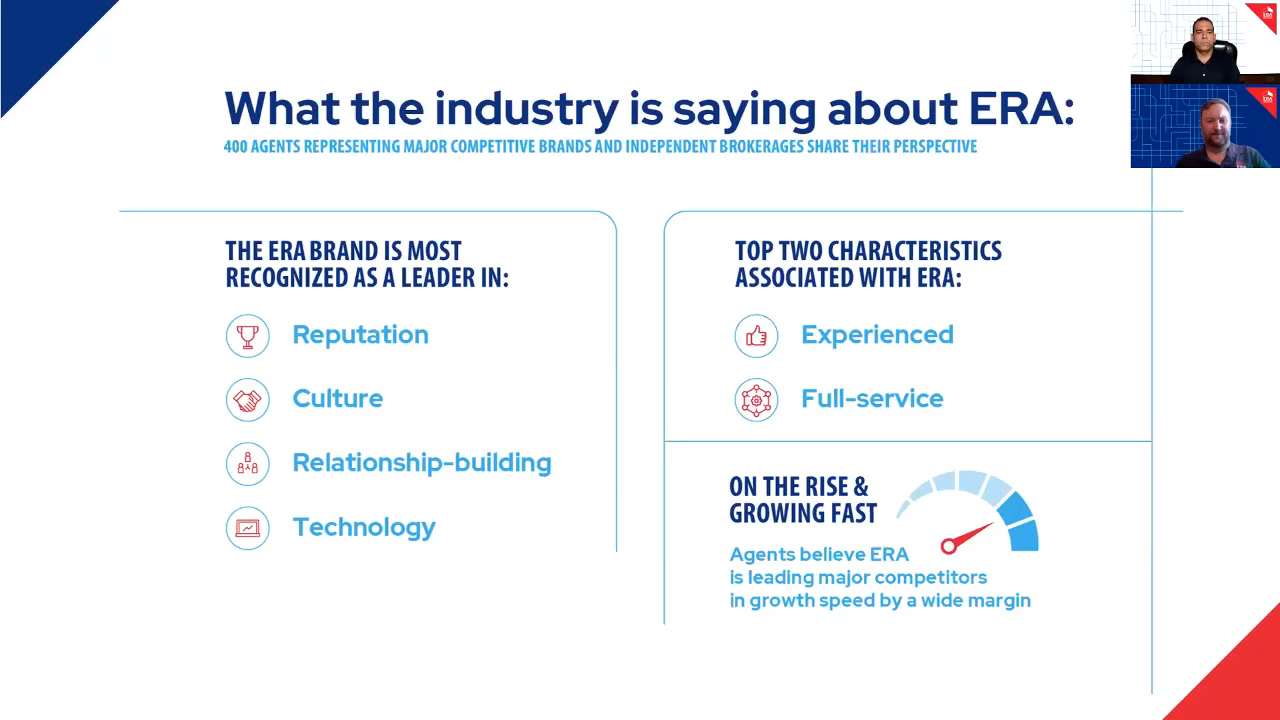 What the industry is saying about ERA:
400 AGENTS REPRESENTING MAJOR COMPETITIVE BRANDS AND INDEPENDENT BROKERAGES SHARE THEIR PERSPECTIVE
THE ERA BRAND IS MOST
RECOGNIZED AS A LEADER IN:
Reputation
Culture
Relationship-building
Technology
TOP TWO CHARACTERISTICS
ASSOCIATED WITH ERA:
Experienced
Full-service
ON THE RISE &
GROWING FAST
Agents believe ERA
is leading major competitors
in growth speed by a wide margin